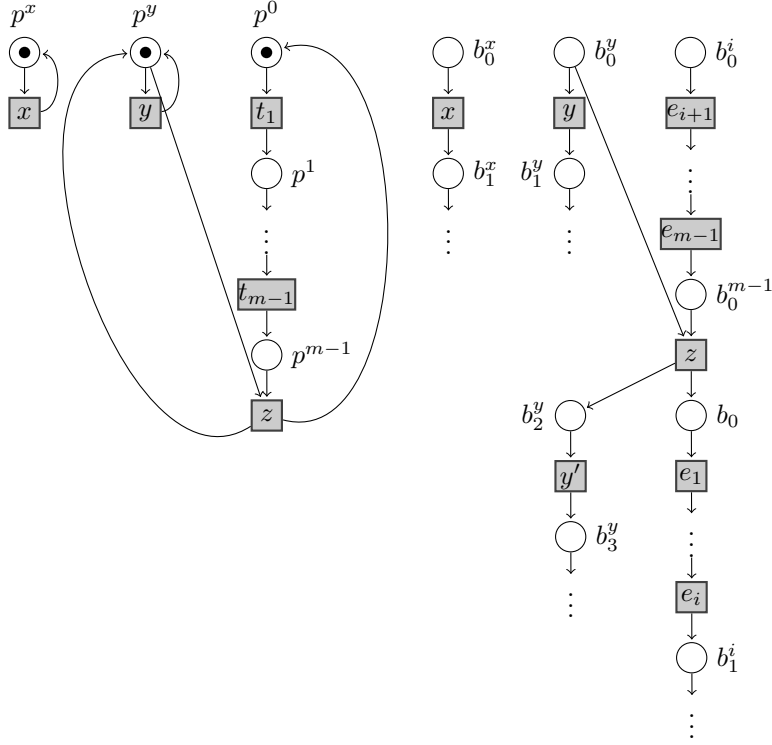 p^x p^y p^0 b_0^x b_0^y b_0^i
x y t_1 x y e_{i+1}
p^1 b_1^x b_1^y
⋮ ⋮ ⋮ ⋮
e_{m−1}
t_{m−1} b_0^{m−1}
p^{m−1} z
z b_2^y b_0
y′ e_1
b_3^y ⋮
⋮ e_i
b_1^i
⋮